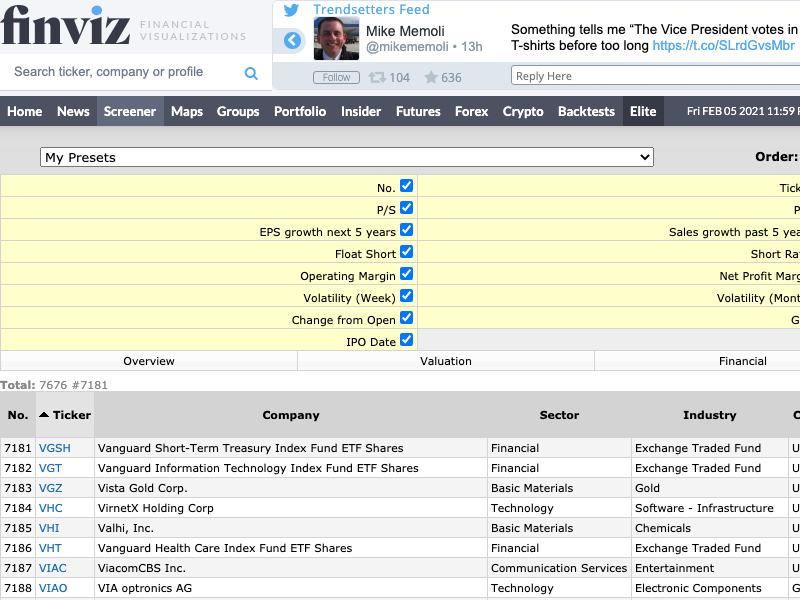 finviz FINANCIAL VISUALIZATIONS
Trendsetters Feed
Mike Memoli
@mikememoli • 13h
Follow 104 636
Something tells me “The Vice President votes in
T-shirts before too long https://t.co/SLrdGvsMbr
Reply Here
Search ticker, company or profile
Home News Screener Maps Groups Portfolio Insider Futures Forex Crypto Backtests Elite Fri FEB 05 2021 11:59
My Presets Order:
No. Tick
P/S P
EPS growth next 5 years Sales growth past 5 yea
Float Short Short Ra
Operating Margin Net Profit Marg
Volatility (Week) Volatility (Mont
Change from Open G
IPO Date
Overview Valuation Financial
Total: 7676 #7181
No. Ticker Company Sector Industry C
7181 VGSH Vanguard Short-Term Treasury Index Fund ETF Shares Financial Exchange Traded Fund U
7182 VGT Vanguard Information Technology Index Fund ETF Shares Financial Exchange Traded Fund U
7183 VGZ Vista Gold Corp. Basic Materials Gold U
7184 VHC VirnetX Holding Corp Technology Software - Infrastructure U
7185 VHI Valhi, Inc. Basic Materials Chemicals U
7186 VHT Vanguard Health Care Index Fund ETF Shares Financial Exchange Traded Fund U
7187 VIAC ViacomCBS Inc. Communication Services Entertainment U
7188 VIAO VIA optronics AG Technology Electronic Components G